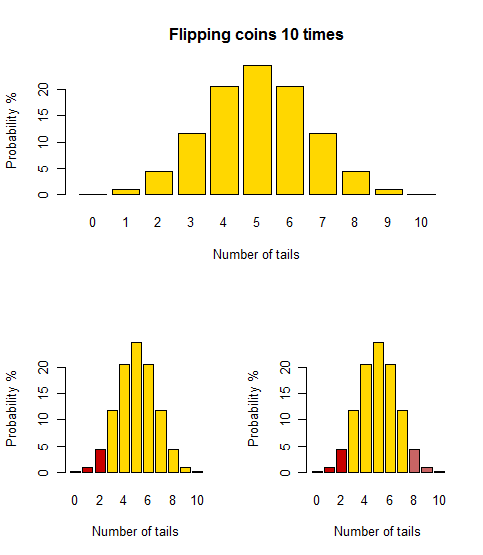 Flipping coins 10 times
Probability %
0 5 10 15 20
0 1 2 3 4 5 6 7 8 9 10
Number of tails
Probability %
0 5 10 20
0 2 4 6 8 10
Number of tails
Probability %
0 5 10 20
0 2 4 6 8 10
Number of tails